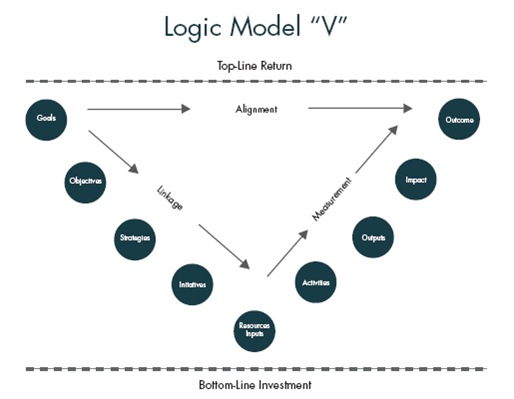 Logic Model “V”
Top-Line Return
Goals
Alignment
Outcome
Objectives
Linkage
Measurement
Impact
Strategies
Outputs
Initiatives
Activities
Resources
Inputs
Bottom-Line Investment